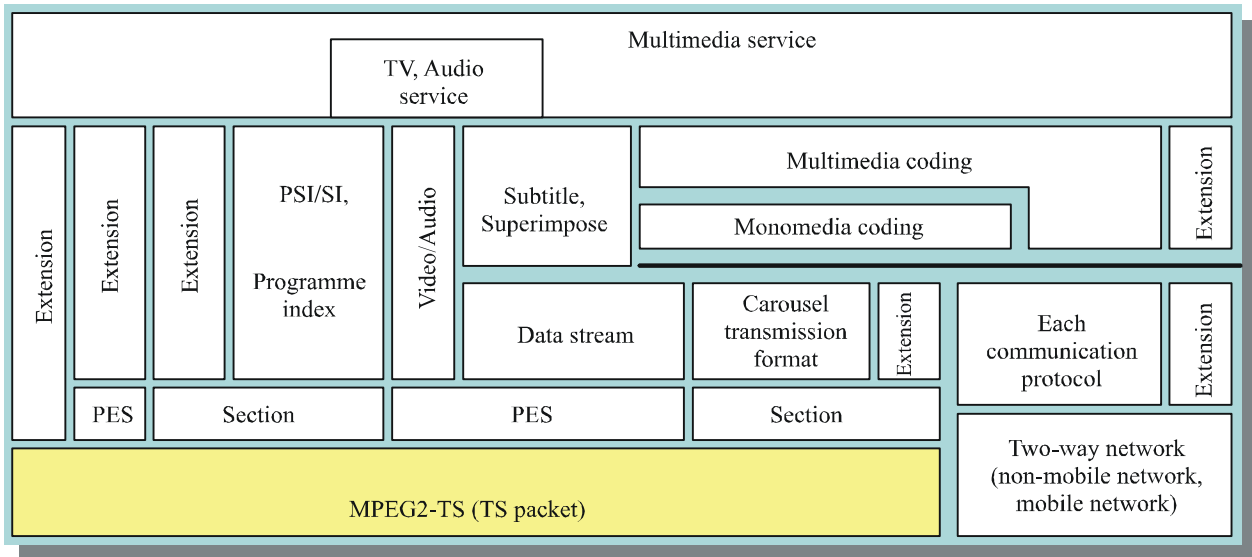 Multimedia service
TV, Audio
service
Extension
Extension
Extension
PSI/SI,
Programme
index
Video/Audio
Subtitle,
Superimpose
Multimedia coding
Monomedia coding
Extension
Data stream
Carousel
transmission
format
Extension
Each
communication
protocol
Extension
PES
Section
PES
Section
MPEG2-TS (TS packet)
Two-way network
(non-mobile network,
mobile network)